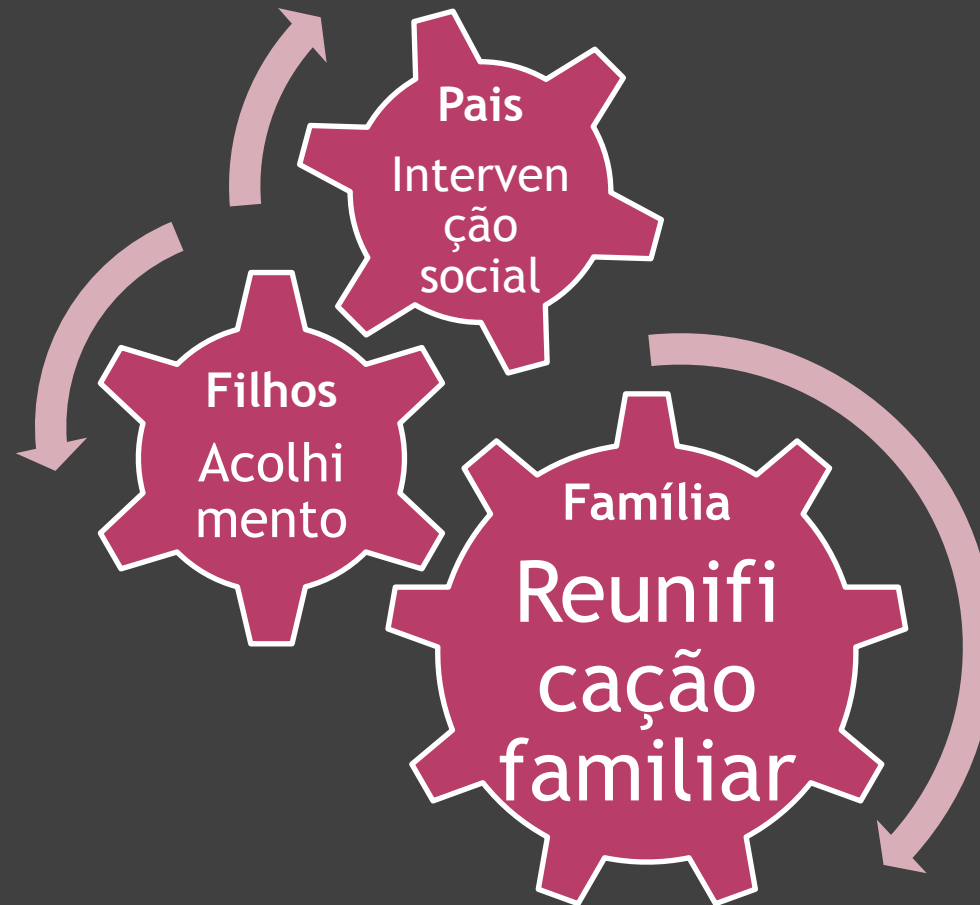 Pais
Interven
ção
social
Filhos
Acolhi
mento
Família
Reunifi
cação
familiar